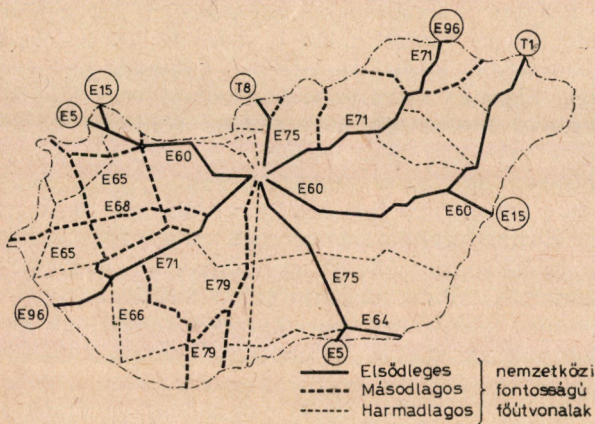 E96
T1
E71
E15
T8
E5
E71
E75
E60
E65
E60
E68
E60
E15
E65
E71
E75
E79
E96
E66
E64
E79
E5
Elsődleges
Másodlagos
Harmadlagos
nemzetközi
fontosságú
főútvonalak